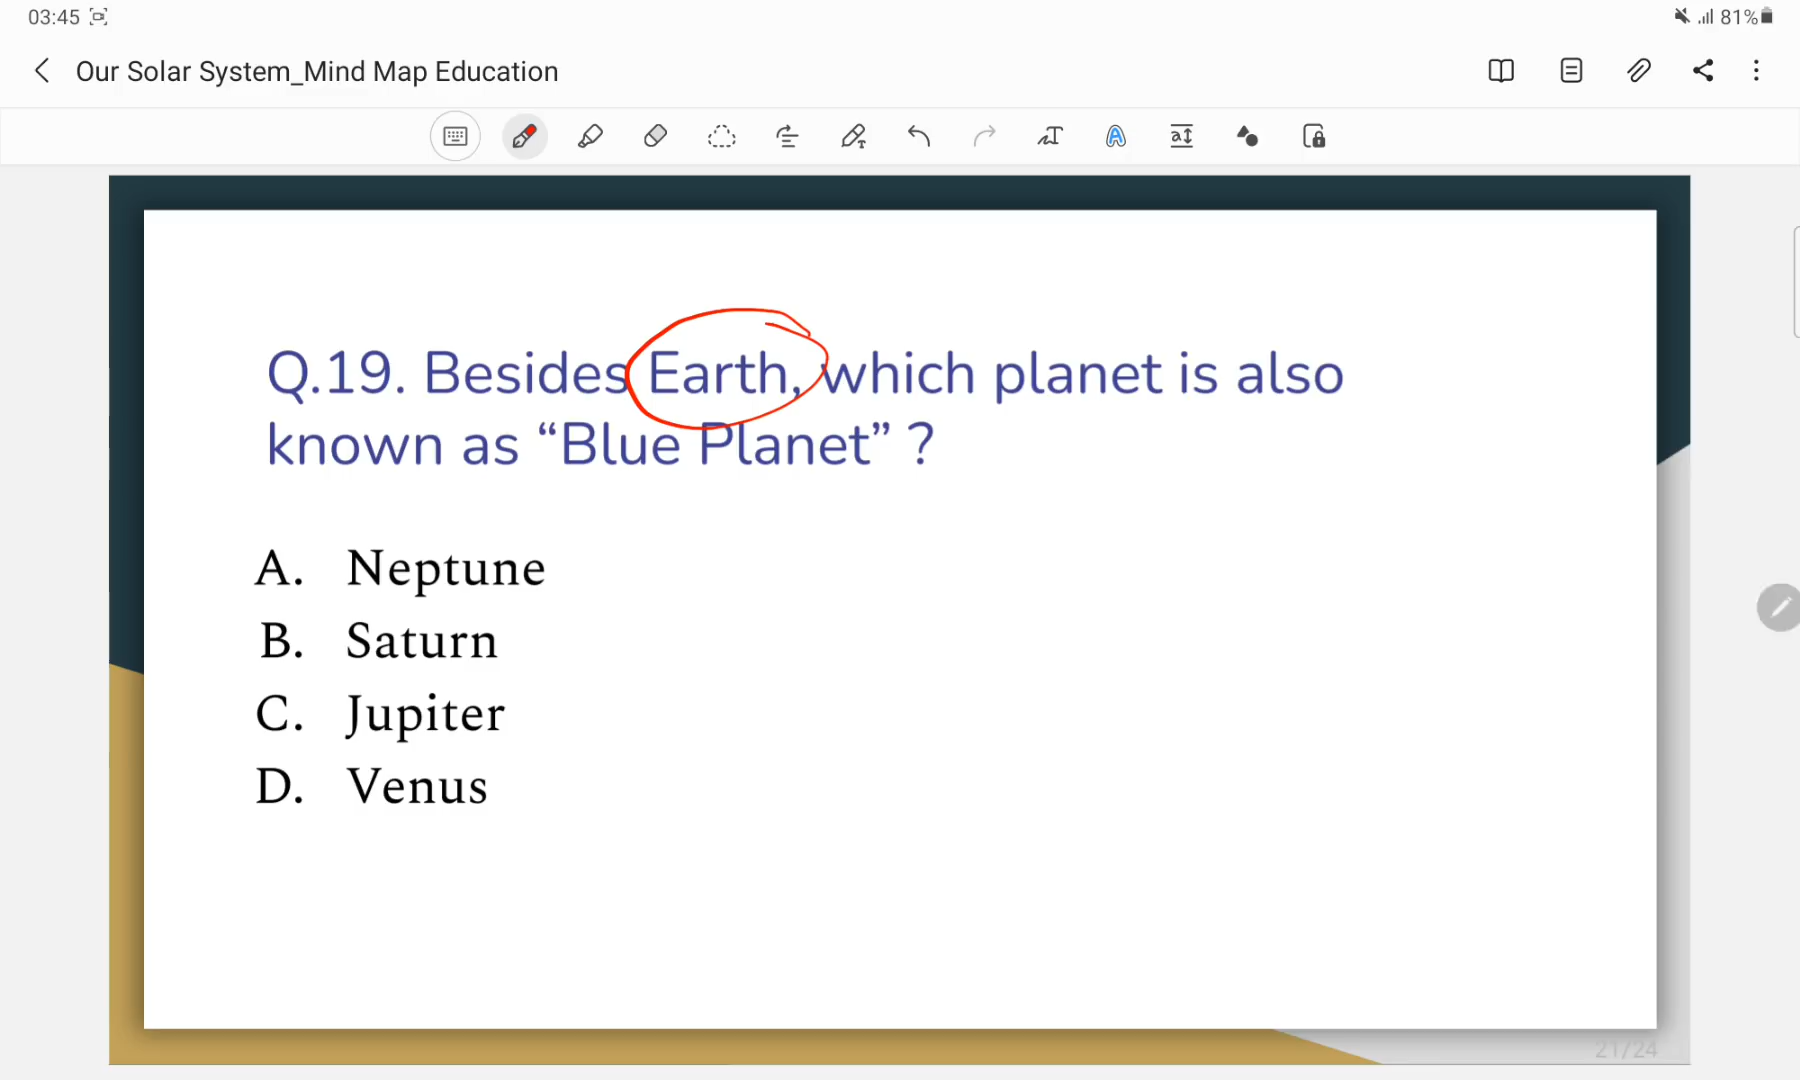 03:45
81%
Our Solar System_Mind Map Education
Q.19. Besides Earth, which planet is also
known as “Blue Planet” ?
A. Neptune
B. Saturn
C. Jupiter
D. Venus
21/24